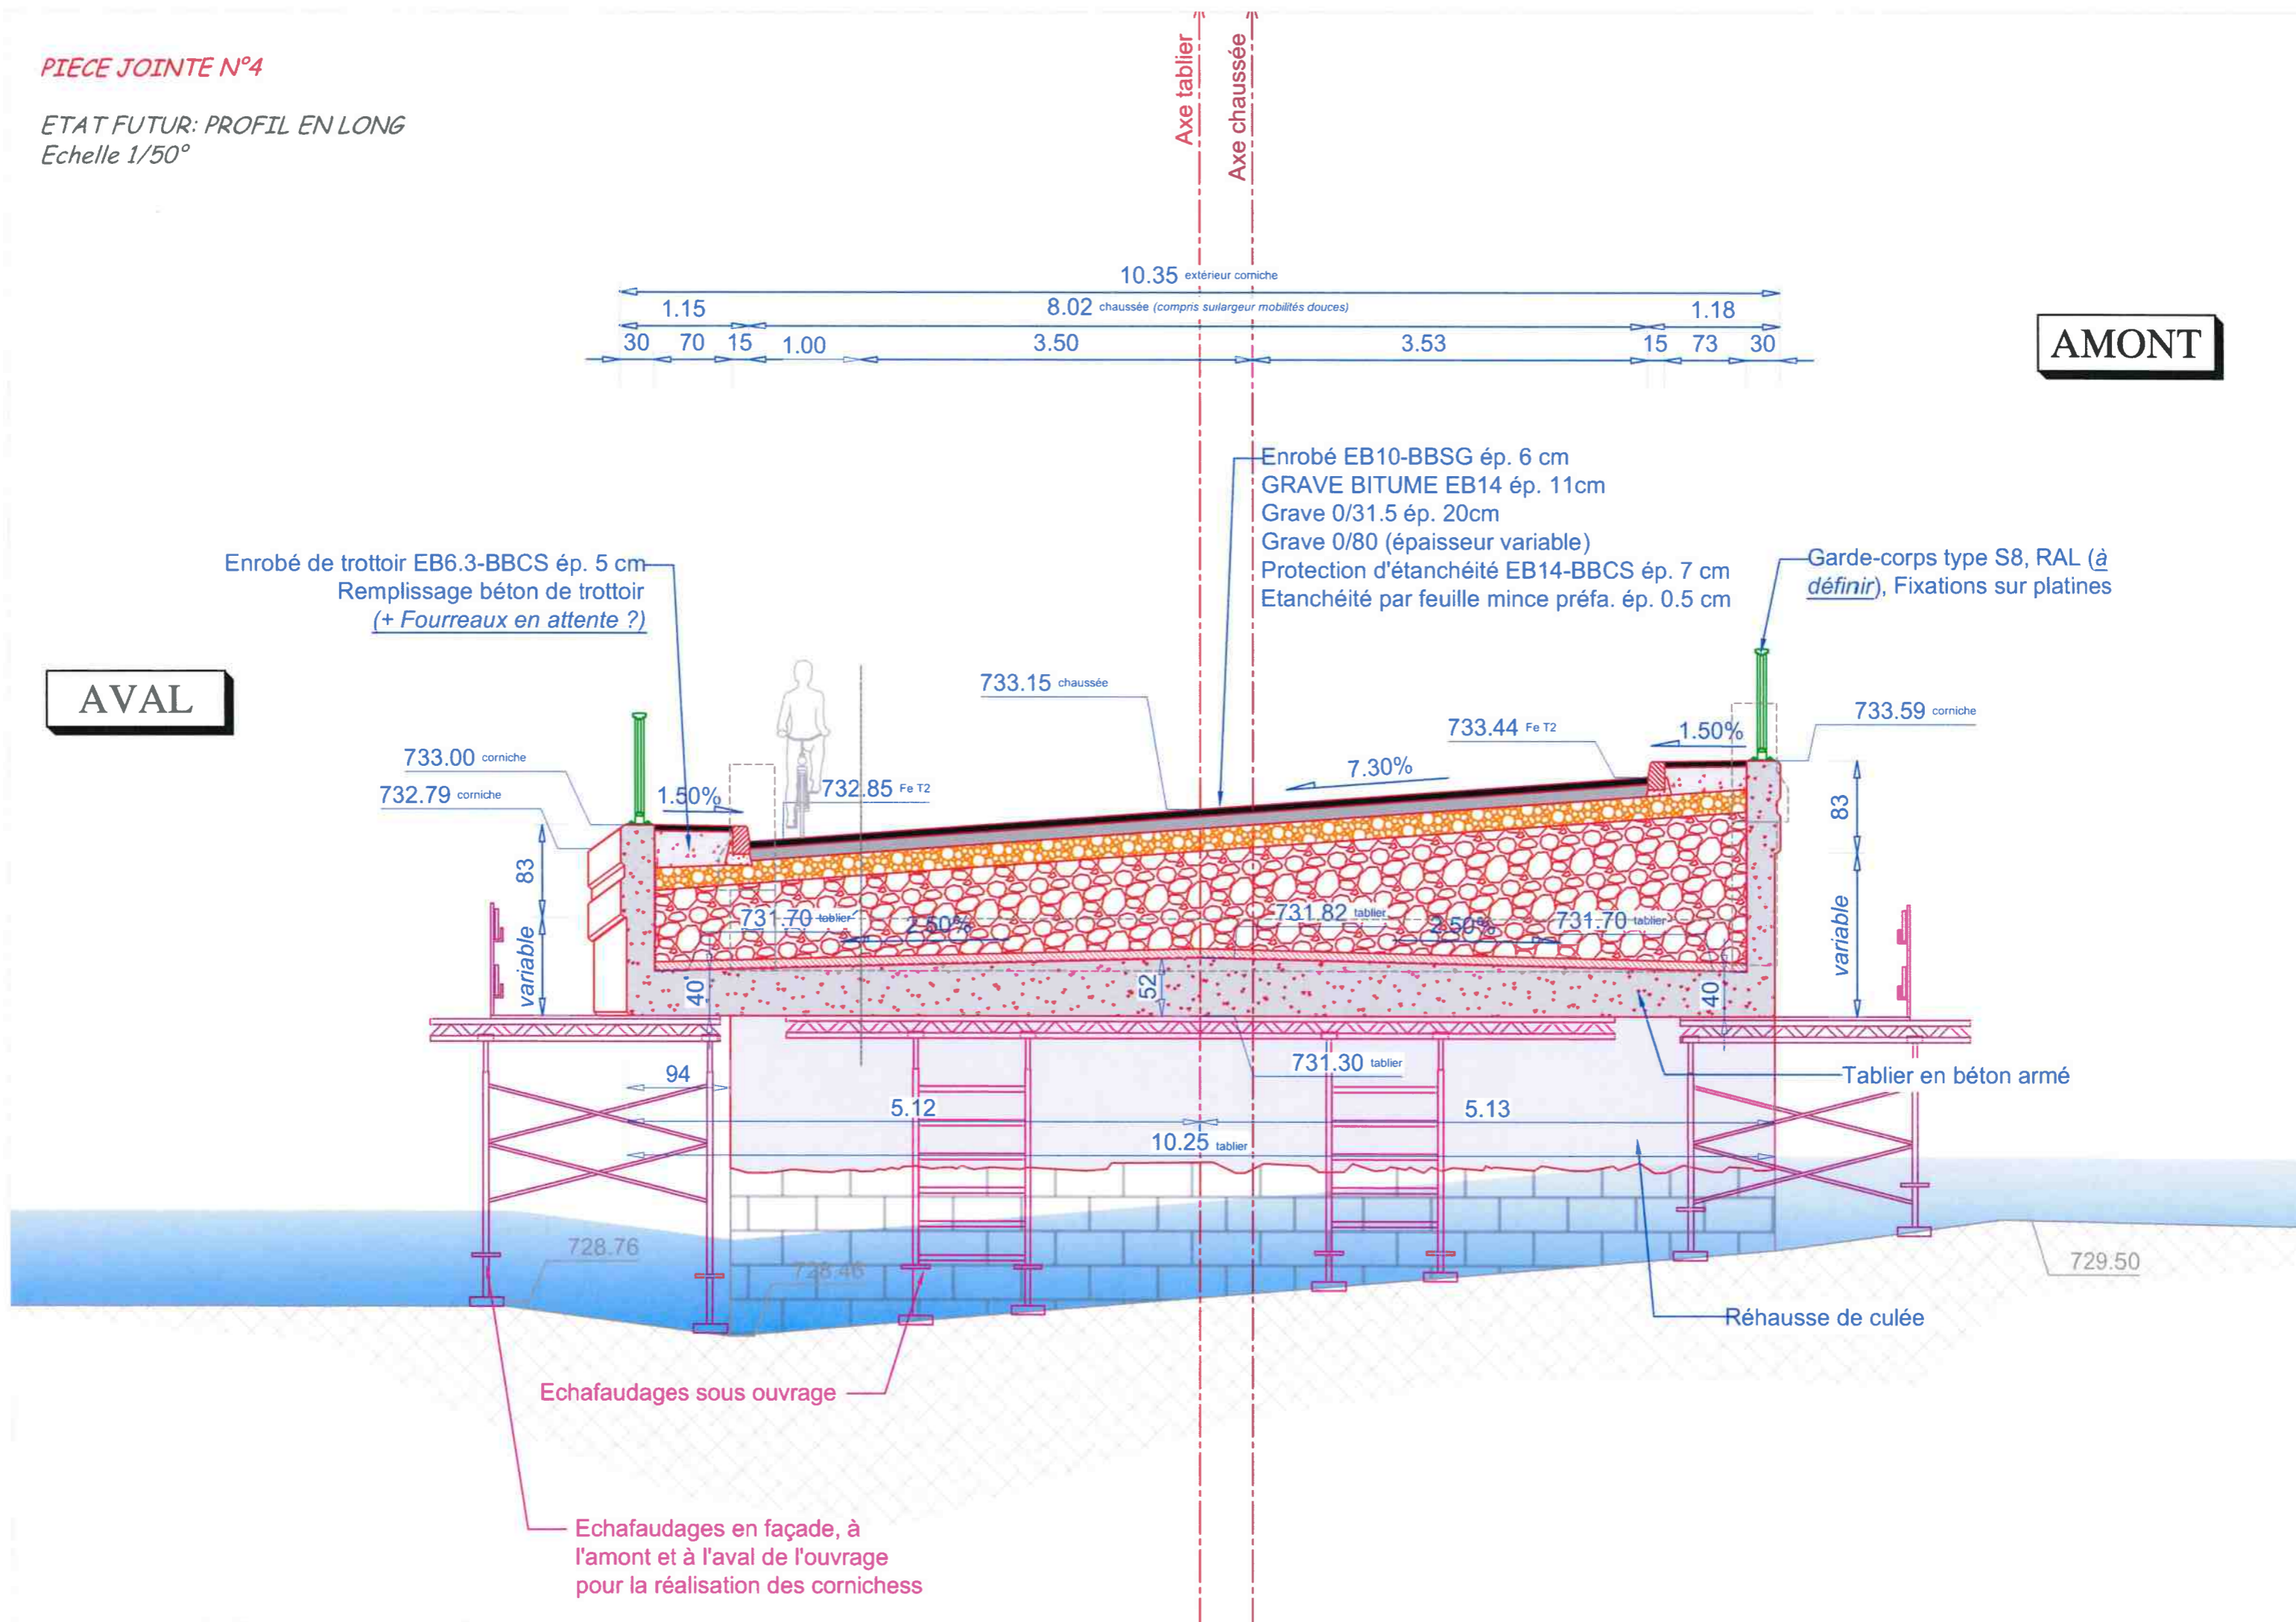 PIECE JOINTE N°4
ETAT FUTUR: PROFIL EN LONG
Echelle 1/50°
Axe tablier
Axe chaussée
10.35 extérieur corniche
1.15
8.02 chaussée (compris surlargeur mobilités douces)
1.18
30
70
15
1.00
3.50
3.53
15
73
30
AMONT
Enrobé EB10-BBSG ép. 6 cm
GRAVE BITUME EB14 ép. 11cm
Grave 0/31.5 ép. 20cm
Grave 0/80 (épaisseur variable)
Protection d'étanchéité EB14-BBCS ép. 7 cm
Etanchéité par feuille mince préfa. ép. 0.5 cm
Enrobé de trottoir EB6.3-BBCS ép. 5 cm
Remplissage béton de trottoir
(+ Fourreaux en attente ?)
Garde-corps type S8, RAL (à
définir), Fixations sur platines
AVAL
733.15 chaussée
733.44 Fe T2
1.50%
733.59 corniche
733.00 corniche
732.79 corniche
1.50%
732.85 Fe T2
7.30%
83
variable
83
variable
731.70 tablier
2.50%
731.82 tablier
2.50%
731.70 tablier
40
52
40
731.30 tablier
Tablier en béton armé
94
5.12
5.13
10.25 tablier
728.76
728.46
729.50
Réhausse de culée
Echafaudages sous ouvrage
Echafaudages en façade, à
l'amont et à l'aval de l'ouvrage
pour la réalisation des cornichess